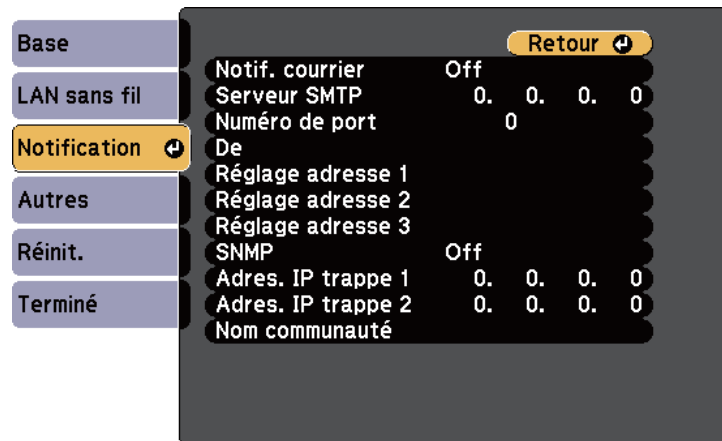 Base
LAN sans fil
Notification
Autres
Réinit.
Terminé
Retour
Notif. courrier Off
Serveur SMTP 0. 0. 0. 0
Numéro de port 0
De
Réglage adresse 1
Réglage adresse 2
Réglage adresse 3
SNMP Off
Adres. IP trappe 1 0. 0. 0. 0
Adres. IP trappe 2 0. 0. 0. 0
Nom communauté